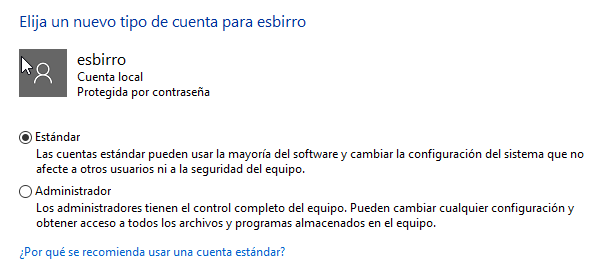 Elija un nuevo tipo de cuenta para esbirro
esbirro
Cuenta local
Protegida por contraseña
Estándar
Las cuentas estándar pueden usar la mayoría del software y cambiar la configuración del sistema que no
afecte a otros usuarios ni a la seguridad del equipo.
Administrador
Los administradores tienen el control completo del equipo. Pueden cambiar cualquier configuración y
obtener acceso a todos los archivos y programas almacenados en el equipo.
¿Por qué se recomienda usar una cuenta estándar?